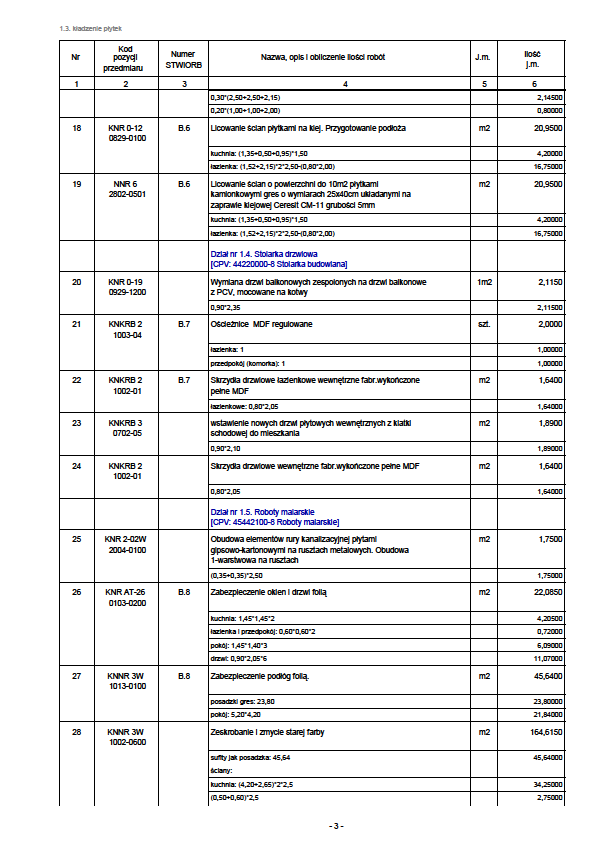 1.3. kładzenie płytek
Nr Kod pozycji przedmiaru Numer STWIORB Nazwa, opis i obliczenie ilości robót J.m. Ilość j.m.
1 2 3 4 5 6
0,30*(2,50+2,50+2,15) 2,14500
0,20*(1,00+1,00+2,00) 0,80000
18 KNR 0-12 B.6 Licowanie ścian płytkami na klej. Przygotowanie podłoża m2 20,9500
0829-0100
kuchnia: (1,35+0,50+0,95)*1,50 4,20000
łazienka: (1,52+2,15)*2*2,50-(0,80*2,00) 16,75000
19 NNR 6 B.6 Licowanie ścian o powierzchni do 10m2 płytkami m2 20,9500
2802-0501 kamionkowymi gres o wymiarach 25x40cm układanymi na
zaprawie klejowej Ceresit CM-11 grubości 5mm
kuchnia: (1,35+0,50+0,95)*1,50 4,20000
łazienka: (1,52+2,15)*2*2,50-(0,80*2,00) 16,75000
Dział nr 1.4. Stolarka drzwiowa
[CPV: 44220000-8 Stolarka budowlana]
20 KNR 0-19 Wymiana drzwi balkonowych zespolonych na drzwi balkonowe 1m2 2,1150
0929-1200 z PCV, mocowane na kotwy
0,90*2,35 2,11500
21 KNKRB 2 B.7 Ościeżnice MDF regulowane szt. 2,0000
1003-04
łazienka: 1 1,00000
przedpokój (komorka): 1 1,00000
22 KNKRB 2 B.7 Skrzydła drzwiowe łazienkowe wewnętrzne fabr.wykończone m2 1,6400
1002-01 pełne MDF
łazienkowe: 0,80*2,05 1,64000
23 KNKRB 3 wstawienie nowych drzwi płytowych wewnętrznych z klatki m2 1,8900
0702-05 schodowej do mieszkania
0,90*2,10 1,89000
24 KNKRB 2 Skrzydła drzwiowe wewnętrzne fabr.wykończone pełne MDF m2 1,6400
1002-01
0,80*2,05 1,64000
Dział nr 1.5. Roboty malarskie
[CPV: 45442100-8 Roboty malarskie]
25 KNR 2-02W Obudowa elementów rury kanalizacyjnej płytami m2 1,7500
2004-0100 gipsowo-kartonowymi na rusztach metalowych. Obudowa
1-warstwowa na rusztach
(0,35+0,35)*2,50 1,75000
26 KNR AT-26 B.8 Zabezpieczenie okien i drzwi folią m2 22,0850
0103-0200
kuchnia: 1,45*1,45*2 4,20500
łazienka i przedpokój: 0,60*0,60*2 0,72000
pokój: 1,45*1,40*3 6,09000
drzwi: 0,90*2,05*6 11,07000
27 KNNR 3W B.8 Zabezpieczenie podłóg folią. m2 45,6400
1013-0100
posadzki gres: 23,80 23,80000
pokój: 5,20*4,20 21,84000
28 KNNR 3W Zeskrobanie i zmycie starej farby m2 164,6150
1002-0600
sufity jak posadzka: 45,64 45,64000
ściany:
kuchnia: (4,20+2,65)*2*2,5 34,25000
(0,50+0,60)*2,5 2,75000
- 3 -